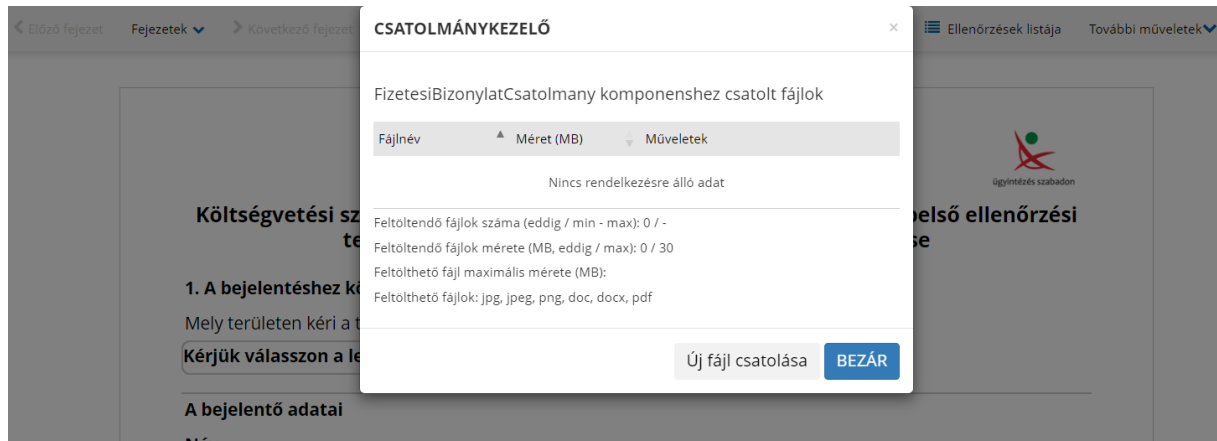 Előző fejezet Fejezetek Következő fejezet
CSATOLMÁNYKEZELŐ ×
Ellenőrzések listája További műveletek
FizetesiBizonylatCsatolmany komponenshez csatolt fájlok
Fájlnév Méret (MB) Műveletek
Nincs rendelkezésre álló adat
ügyintézés szabadon
Költségvetési sz belső ellenőrzési
te se
Feltöltendő fájlok száma (eddig / min - max): 0 / -
Feltöltendő fájlok mérete (MB, eddig / max): 0 / 30
Feltölthető fájl maximális mérete (MB):
Feltölthető fájlok: jpg, jpeg, png, doc, docx, pdf
1. A bejelentéshez kö
Mely területen kéri a t
Kérjük válasszon a le
Új fájl csatolása BEZÁR
A bejelentő adatai